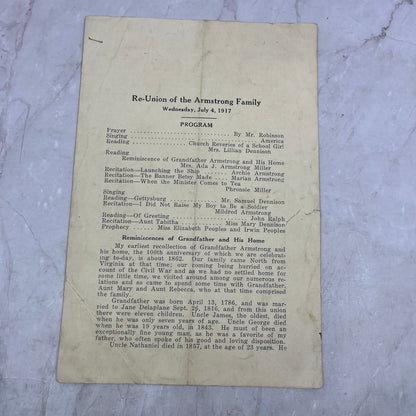 Re-Union of the Armstrong Family
Wednesday, July 4, 1917
PROGRAM
Prayer .......................... By Mr. Robinson
Singing .................................. America
Reading ............ Church Reveries of a School Girl
Mrs. Lillian Dennison
Reading
Reminiscence of Grandfather Armstrong and His Home
Mrs. Ada J. Armstrong Miller
Recitation—Launching the Ship ........ Archie Armstrong
Recitation—The Banner Betsy Made .... Marian Armstrong
Recitation—When the Minister Comes to Tea
Phronsie Miller
Singing
Reading—Gettysburg ............. Mr. Samuel Dennison
Recitation—I Did Not Raise My Boy to Be a Soldier
Mildred Armstrong
Reading—Of Greeting ..................... John Ralph
Recitation—Aunt Tabitha .......... Miss Mary Dennison
Prophecy .... Miss Elizabeth Peoples and Irwin Peoples
Reminiscences of Grandfather and His Home
My earliest recollection of Grandfather Armstrong and
his home, the 100th anniversary of which we are celebrat-
ing to-day, is about 1862. Our family came North from
Virginia at that time; our coming being hurried on ac-
count of the Civil War and as we had no settled home for
some little time, we visited around among our numerous re-
lations and so came to spend some time with Grandfather,
Aunt Mary and Aunt Rebecca, who at that time comprised
the family.
Grandfather was born April 13, 1786, and was mar-
ried to Jane Delaplane Sept. 26, 1816, and from this union
there were eleven children. Uncle James, the oldest, died
when he was only seven years of age. Uncle George died
when he was 19 years old, in 1843. He must of been an
exceptionally fine young man, as he was a favorite of my
father, who often spoke of his good and loving disposition.
Uncle Nathaniel died in 1857, at the age of 23 years. He